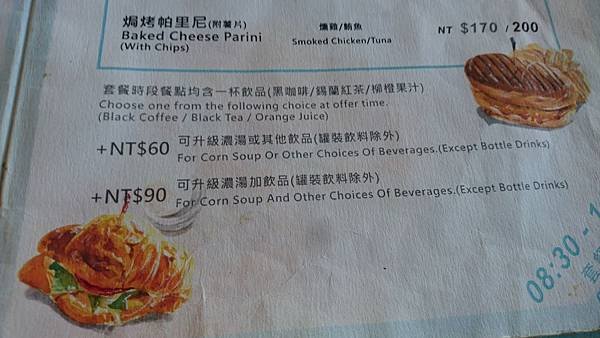 焗烤帕里尼(附薯片) 燻雞/鮪魚 NT $170 / 200
Baked Cheese Parini Smoked Chicken/Tuna
(With Chips)
套餐時段餐點均含一杯飲品(黑咖啡/錫蘭紅茶/柳橙果汁)
Choose one from the following choice at offer time.
(Black Coffee / Black Tea / Orange Juice)
+NT$60 可升級濃湯或其他飲品(罐裝飲料除外)
For Corn Soup Or Other Choices Of Beverages.(Except Bottle Drinks)
+NT$90 可升級濃湯加飲品(罐裝飲料除外)
For Corn Soup And Other Choices Of Beverages.(Except Bottle Drinks)
08:30 - 1